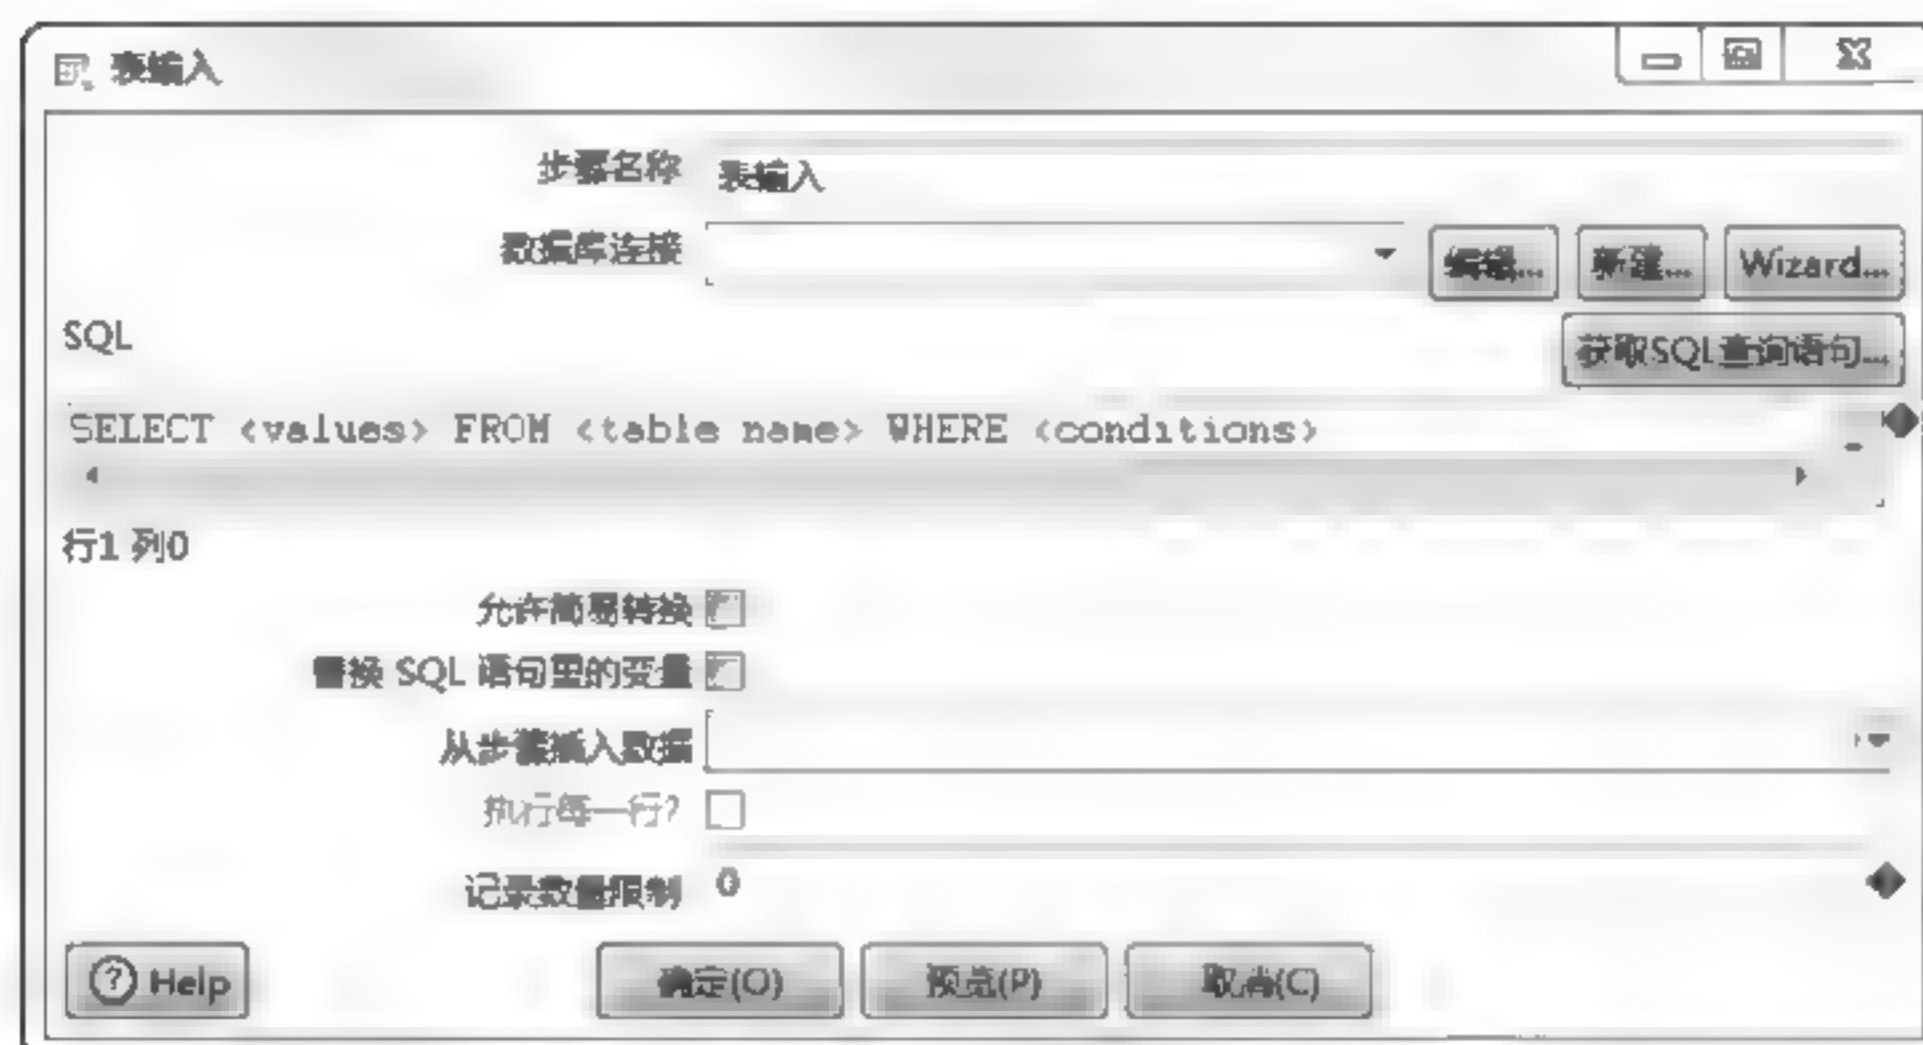 表输入
步骤名称 表输入
数据库连接 编辑... 新建... Wizard...
SQL 获取SQL查询语句...
SELECT <values> FROM <table name> WHERE <conditions>
行1 列0
允许简易转换
替换 SQL 语句里的变量
从步骤插入数据
执行每一行?
记录数量限制 0
Help 确定(O) 预览(P) 取消(C)